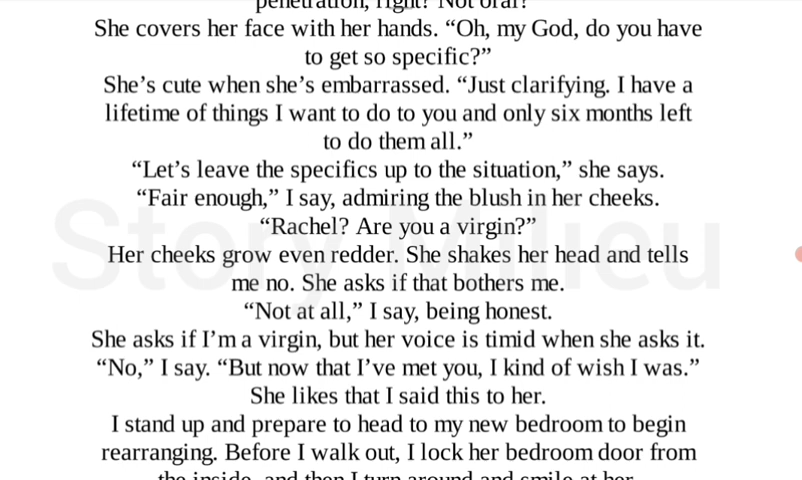 She covers her face with her hands. “Oh, my God, do you have
to get so specific?”
She’s cute when she’s embarrassed. “Just clarifying. I have a
lifetime of things I want to do to you and only six months left
to do them all.”
“Let’s leave the specifics up to the situation,” she says.
“Fair enough,” I say, admiring the blush in her cheeks.
“Rachel? Are you a virgin?”
Story Milieu
Her cheeks grow even redder. She shakes her head and tells
me no. She asks if that bothers me.
“Not at all,” I say, being honest.
She asks if I’m a virgin, but her voice is timid when she asks it.
“No,” I say. “But now that I’ve met you, I kind of wish I was.”
She likes that I said this to her.
I stand up and prepare to head to my new bedroom to begin
rearranging. Before I walk out, I lock her bedroom door from